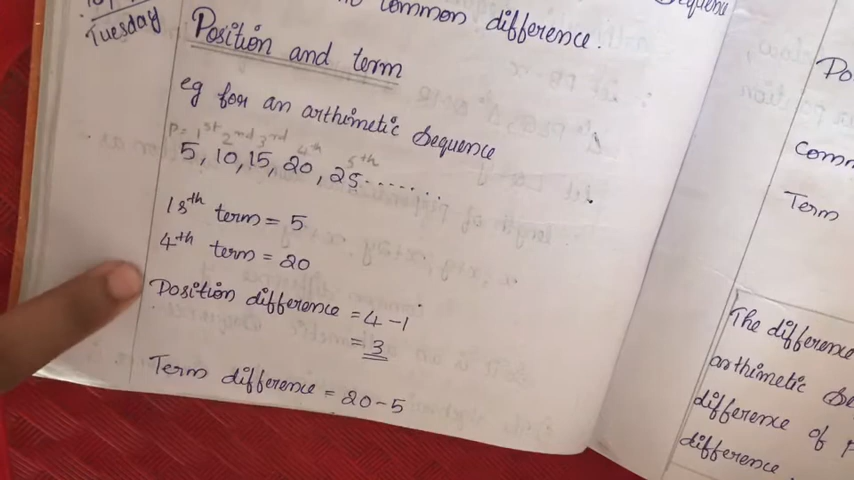 Tuesday
common difference.
Position and term
eg for an arthimetic Sequence
P= 1st 2nd 3rd 4th 5th
5, 10, 15, 20, 25.......
1sth term = 5
4th term = 20
Position difference = 4-1
= 3
Term difference = 20-5
Sequence
Po
Comm
Term
The difference
arthimetic Se
difference of P
difference.